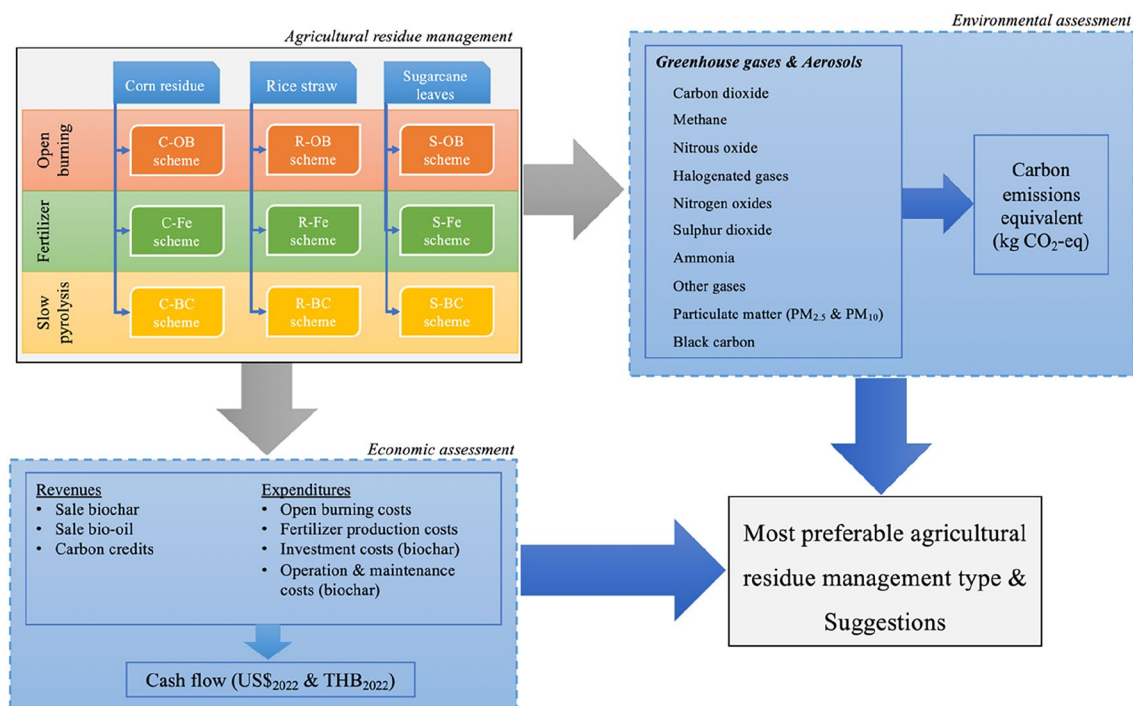 Agricultural residue management
Corn residue
Rice straw
Sugarcane
leaves
Open
burning
C-OB
scheme
R-OB
scheme
S-OB
scheme
Fertilizer
C-Fe
scheme
R-Fe
scheme
S-Fe
scheme
Slow
pyrolysis
C-BC
scheme
R-BC
scheme
S-BC
scheme
Environmental assessment
Greenhouse gases & Aerosols
Carbon dioxide
Methane
Nitrous oxide
Halogenated gases
Nitrogen oxides
Sulphur dioxide
Ammonia
Other gases
Particulate matter (PM2.5 & PM10)
Black carbon
Carbon
emissions
equivalent
(kg CO2-eq)
Economic assessment
Revenues
• Sale biochar
• Sale bio-oil
• Carbon credits
Expenditures
• Open burning costs
• Fertilizer production costs
• Investment costs (biochar)
• Operation & maintenance
costs (biochar)
Cash flow (US$2022 & THB2022)
Most preferable agricultural
residue management type &
Suggestions